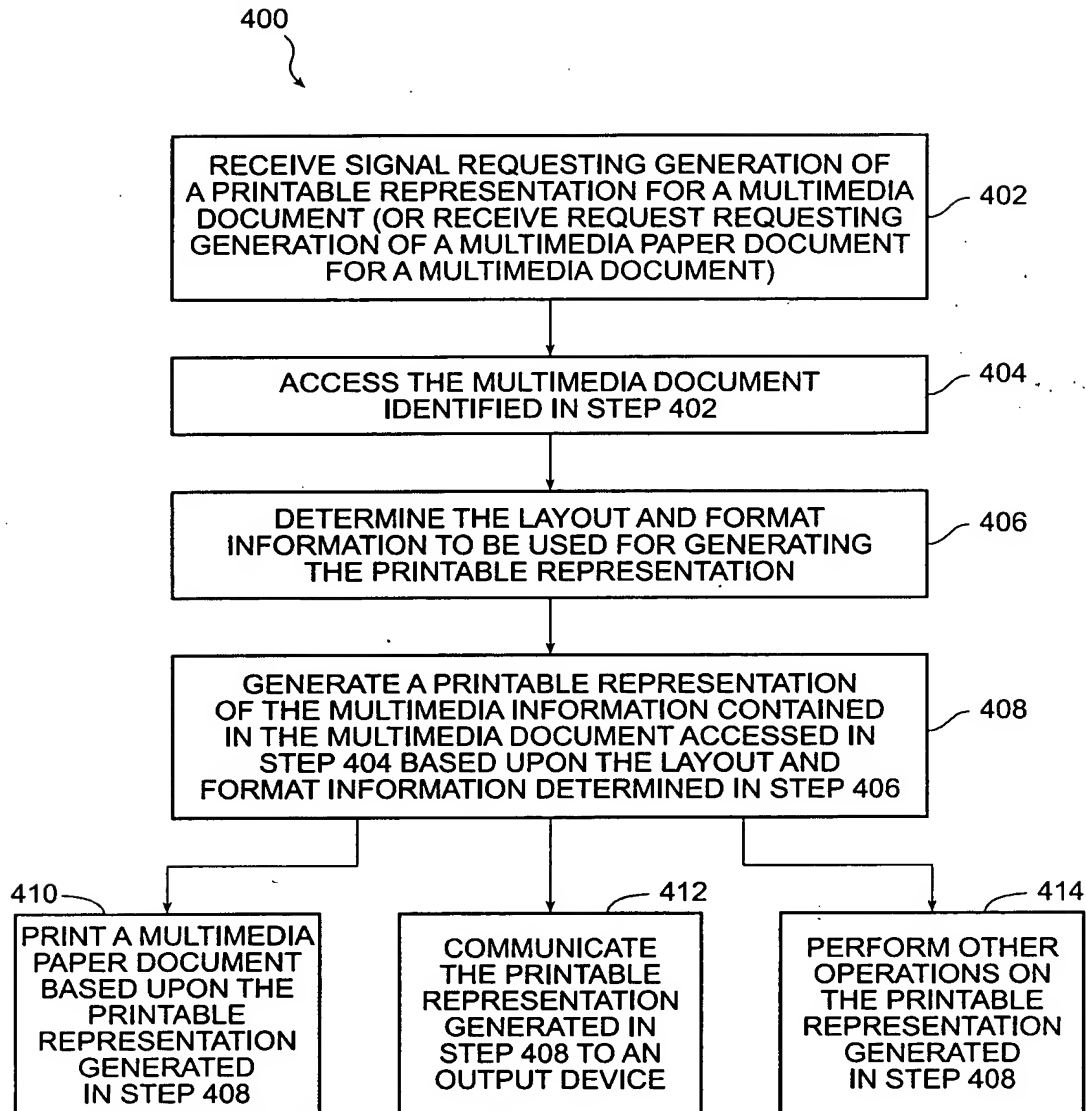 400
RECEIVE SIGNAL REQUESTING GENERATION OF
A PRINTABLE REPRESENTATION FOR A MULTIMEDIA
DOCUMENT (OR RECEIVE REQUEST REQUESTING
GENERATION OF A MULTIMEDIA PAPER DOCUMENT
FOR A MULTIMEDIA DOCUMENT)
402
ACCESS THE MULTIMEDIA DOCUMENT
IDENTIFIED IN STEP 402
404
DETERMINE THE LAYOUT AND FORMAT
INFORMATION TO BE USED FOR GENERATING
THE PRINTABLE REPRESENTATION
406
GENERATE A PRINTABLE REPRESENTATION
OF THE MULTIMEDIA INFORMATION CONTAINED
IN THE MULTIMEDIA DOCUMENT ACCESSED IN
STEP 404 BASED UPON THE LAYOUT AND
FORMAT INFORMATION DETERMINED IN STEP 406
408
410
PRINT A MULTIMEDIA
PAPER DOCUMENT
BASED UPON THE
PRINTABLE
REPRESENTATION
GENERATED
IN STEP 408
412
COMMUNICATE
THE PRINTABLE
REPRESENTATION
GENERATED IN
STEP 408 TO AN
OUTPUT DEVICE
414
PERFORM OTHER
OPERATIONS ON
THE PRINTABLE
REPRESENTATION
GENERATED
IN STEP 408